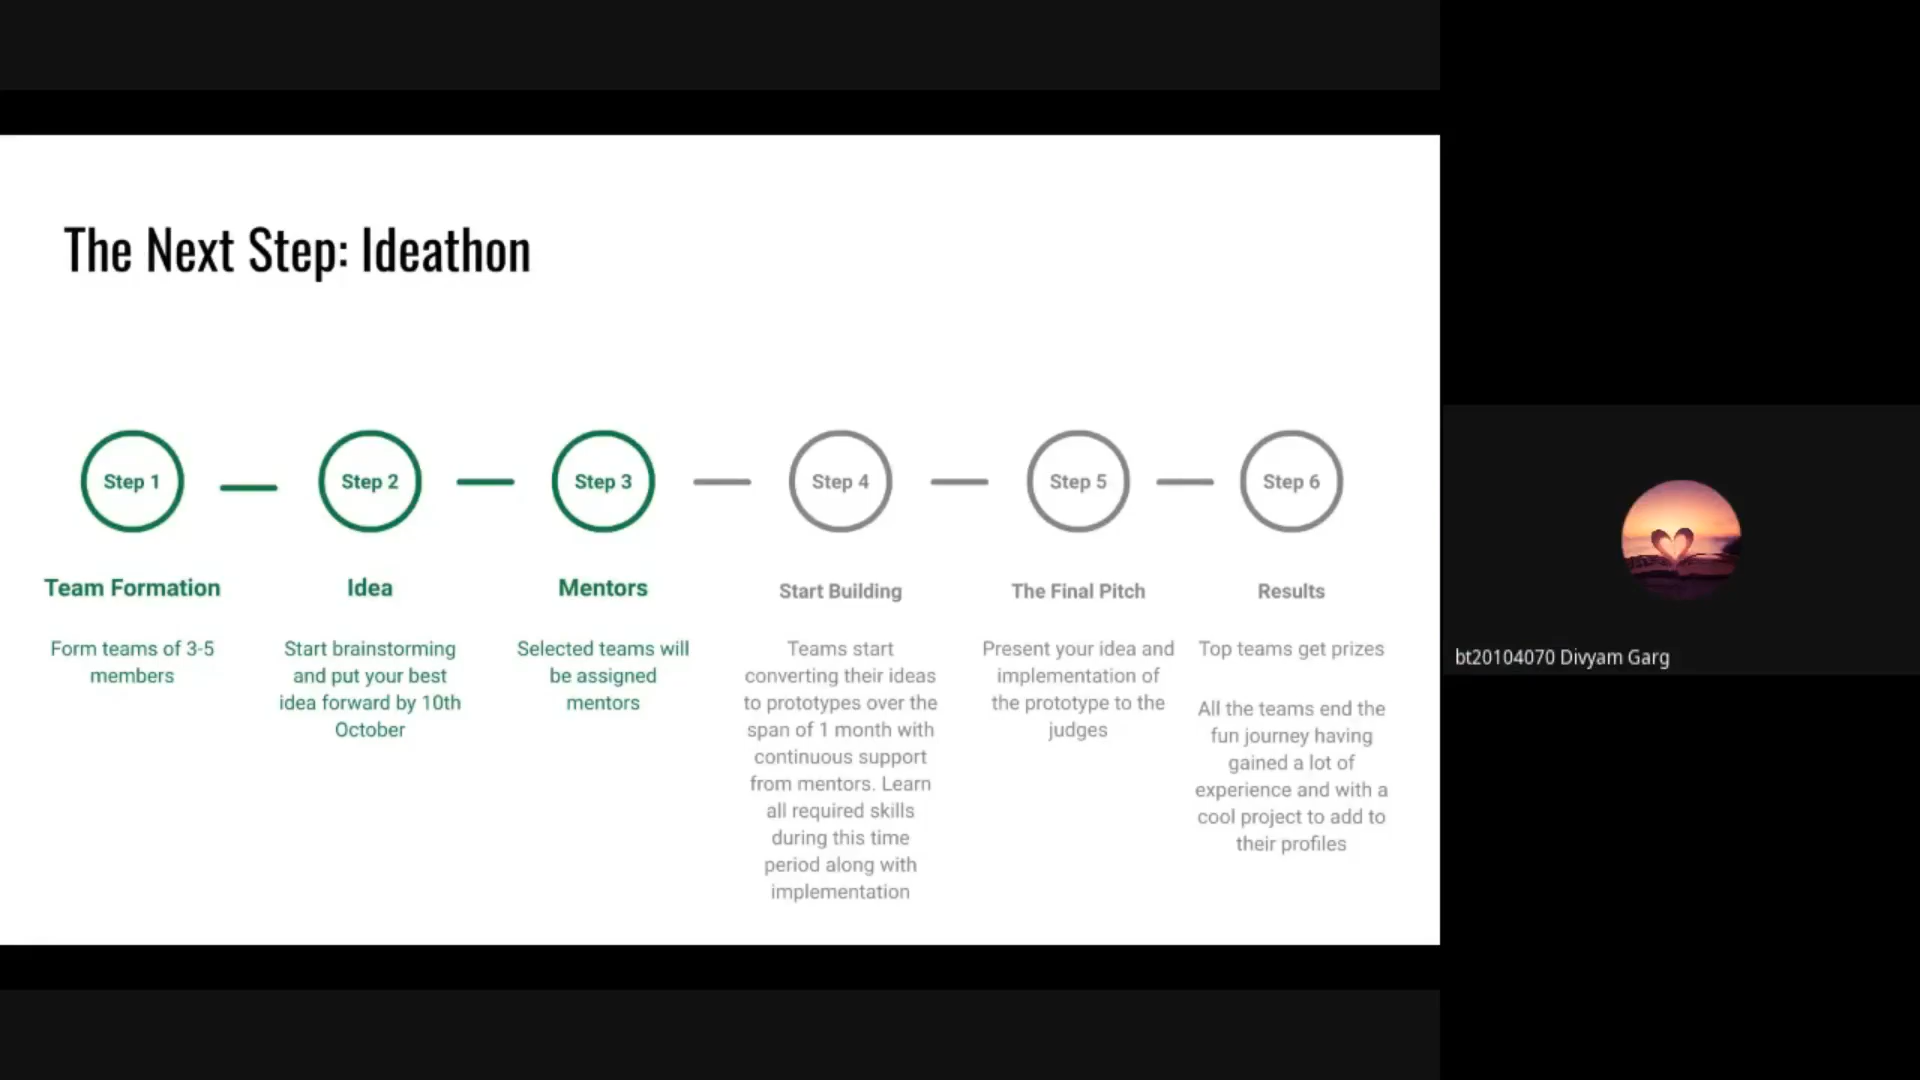 The Next Step: Ideathon
Step 1
Step 2
Step 3
Step 4
Step 5
Step 6
Team Formation
Form teams of 3-5
members
Idea
Start brainstorming
and put your best
idea forward by 10th
October
Mentors
Selected teams will
be assigned
mentors
Start Building
Teams start
converting their ideas
to prototypes over the
span of 1 month with
continuous support
from mentors. Learn
all required skills
during this time
period along with
implementation
The Final Pitch
Present your idea and
implementation of
the prototype to the
judges
Results
Top teams get prizes
All the teams end the
fun journey having
gained a lot of
experience and with a
cool project to add to
their profiles
bt20104070 Divyam Garg